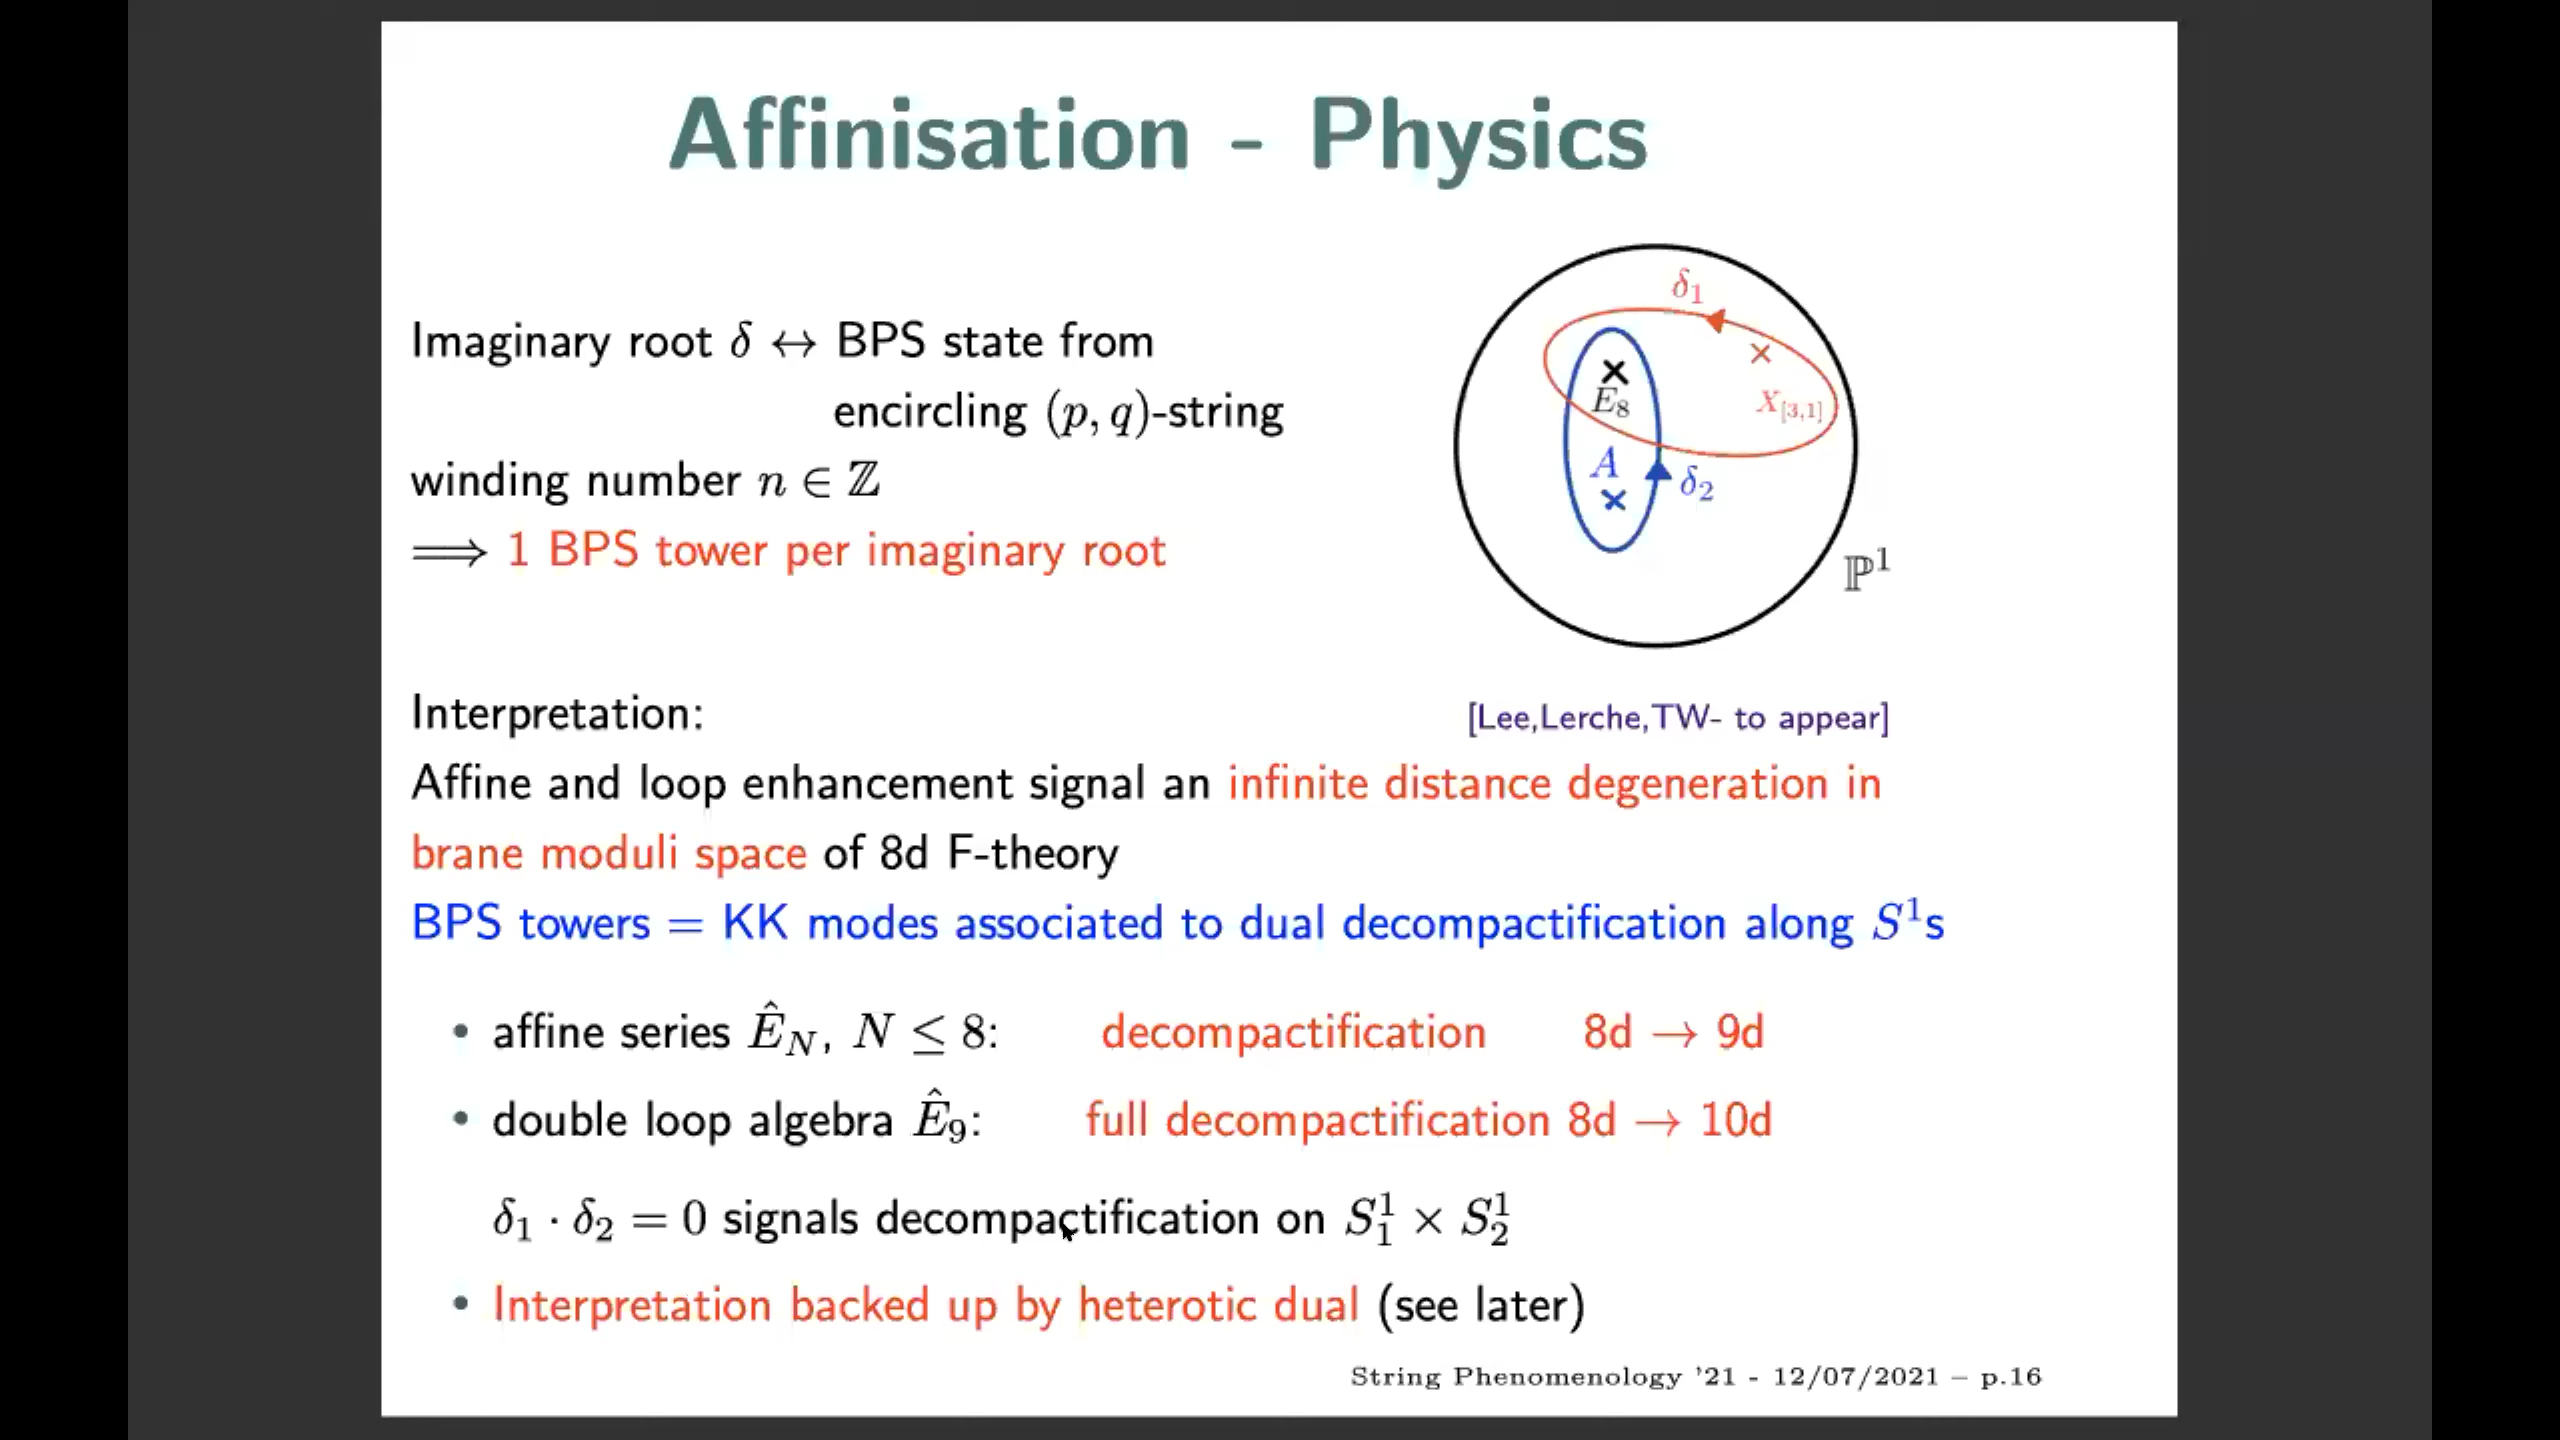 Affinisation - Physics
Imaginary root δ ↔ BPS state from
encircling (p, q)-string
winding number n ∈ ℤ
⟹ 1 BPS tower per imaginary root
δ₁
E₈
X[3,1]
A
δ₂
ℙ¹
Interpretation:
[Lee,Lerche,TW- to appear]
Affine and loop enhancement signal an infinite distance degeneration in
brane moduli space of 8d F-theory
BPS towers = KK modes associated to dual decompactification along S¹s
• affine series Ê_N, N ≤ 8: decompactification 8d → 9d
• double loop algebra Ê₉: full decompactification 8d → 10d
δ₁ · δ₂ = 0 signals decompactification on S¹₁ × S¹₂
• Interpretation backed up by heterotic dual (see later)
String Phenomenology '21 - 12/07/2021 – p.16